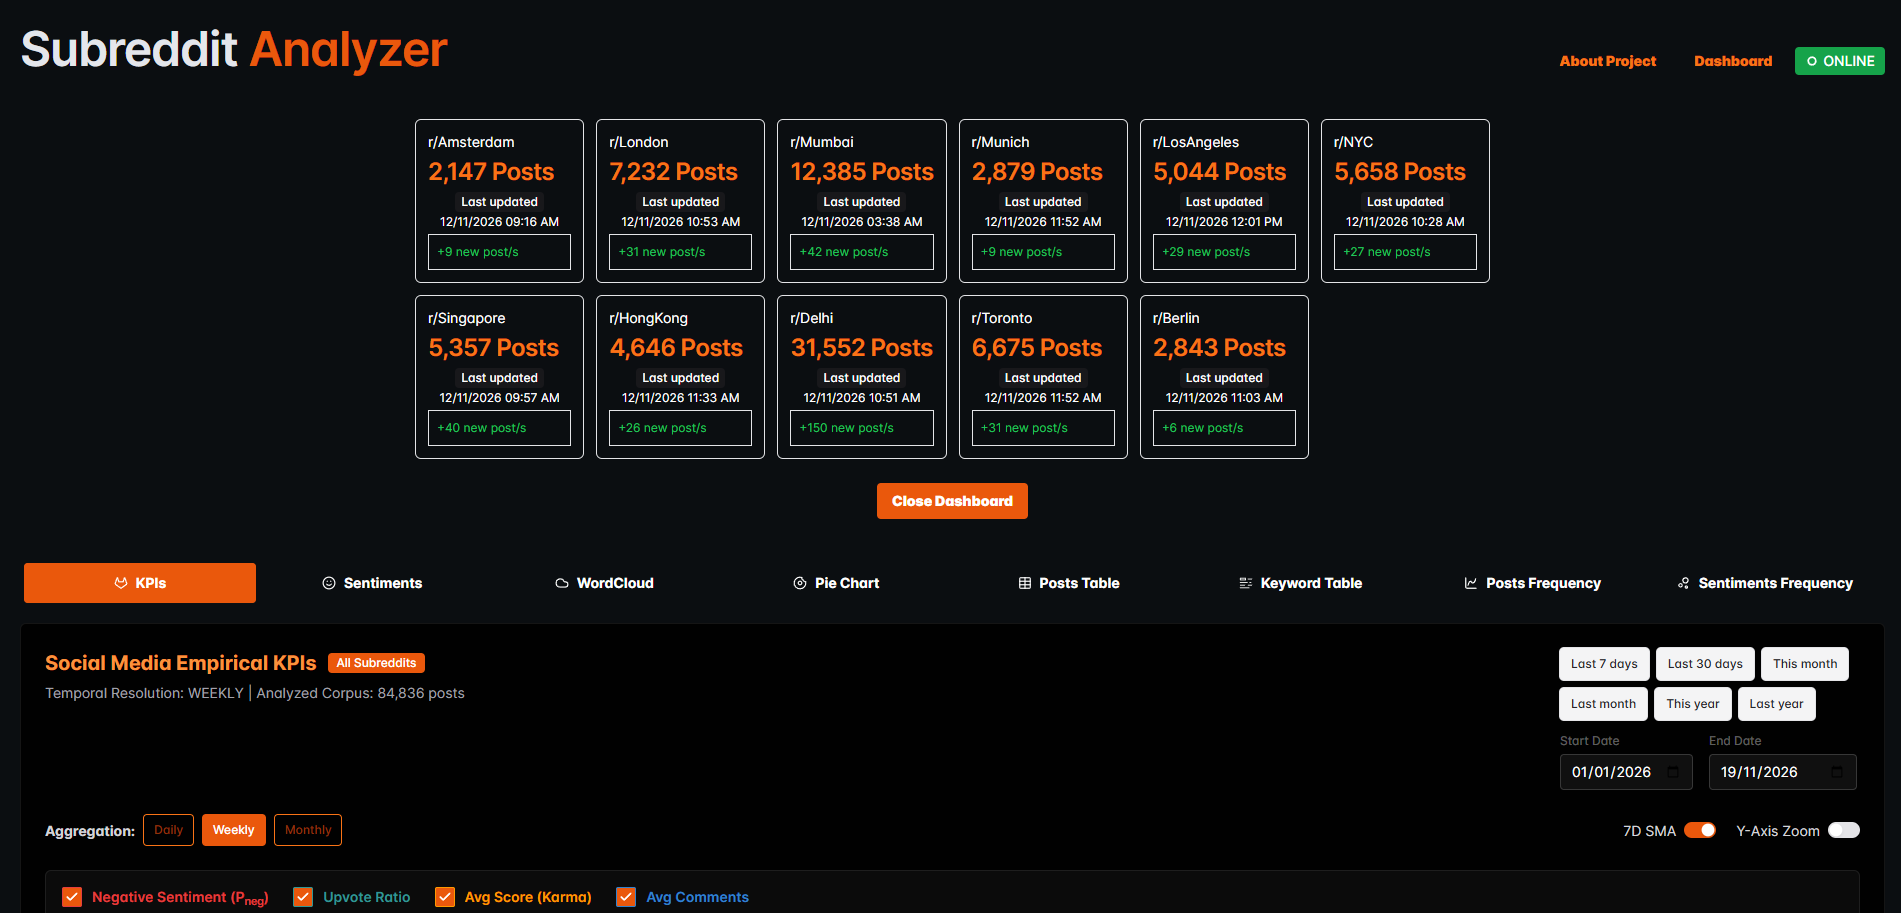 Subreddit Analyzer
About Project
Dashboard
ONLINE
r/Amsterdam
2,147 Posts
Last updated
12/11/2026 09:16 AM
+9 new post/s
r/London
7,232 Posts
Last updated
12/11/2026 10:53 AM
+31 new post/s
r/Mumbai
12,385 Posts
Last updated
12/11/2026 03:38 AM
+42 new post/s
r/Munich
2,879 Posts
Last updated
12/11/2026 11:52 AM
+9 new post/s
r/LosAngeles
5,044 Posts
Last updated
12/11/2026 12:01 PM
+29 new post/s
r/NYC
5,658 Posts
Last updated
12/11/2026 10:28 AM
+27 new post/s
r/Singapore
5,357 Posts
Last updated
12/11/2026 09:57 AM
+40 new post/s
r/HongKong
4,646 Posts
Last updated
12/11/2026 11:33 AM
+26 new post/s
r/Delhi
31,552 Posts
Last updated
12/11/2026 10:51 AM
+150 new post/s
r/Toronto
6,675 Posts
Last updated
12/11/2026 11:52 AM
+31 new post/s
r/Berlin
2,843 Posts
Last updated
12/11/2026 11:03 AM
+6 new post/s
Close Dashboard
KPIs
Sentiments
WordCloud
Pie Chart
Posts Table
Keyword Table
Posts Frequency
Sentiments Frequency
Social Media Empirical KPIs
All Subreddits
Temporal Resolution: WEEKLY | Analyzed Corpus: 84,836 posts
Last 7 days
Last 30 days
This month
Last month
This year
Last year
Start Date
End Date
01/01/2026
19/11/2026
Aggregation:
Daily
Weekly
Monthly
7D SMA
Y-Axis Zoom
Negative Sentiment (Pneg)
Upvote Ratio
Avg Score (Karma)
Avg Comments